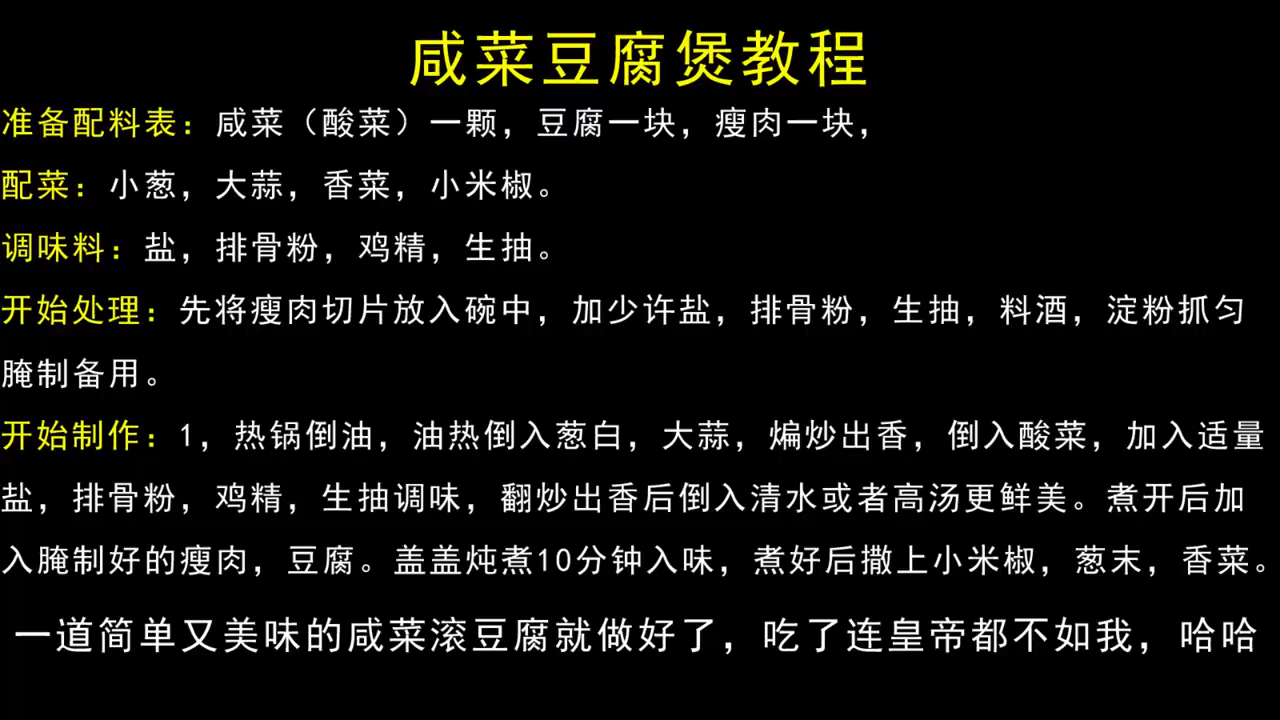 咸菜豆腐煲教程
准备配料表：咸菜（酸菜）一颗，豆腐一块，瘦肉一块，
配菜：小葱，大蒜，香菜，小米椒。
调味料：盐，排骨粉，鸡精，生抽。
开始处理：先将瘦肉切片放入碗中，加少许盐，排骨粉，生抽，料酒，淀粉抓匀
腌制备用。
开始制作：1，热锅倒油，油热倒入葱白，大蒜，煸炒出香，倒入酸菜，加入适量
盐，排骨粉，鸡精，生抽调味，翻炒出香后倒入清水或者高汤更鲜美。煮开后加
入腌制好的瘦肉，豆腐。盖盖炖煮10分钟入味，煮好后撒上小米椒，葱末，香菜。
一道简单又美味的咸菜滚豆腐就做好了，吃了连皇帝都不如我，哈哈